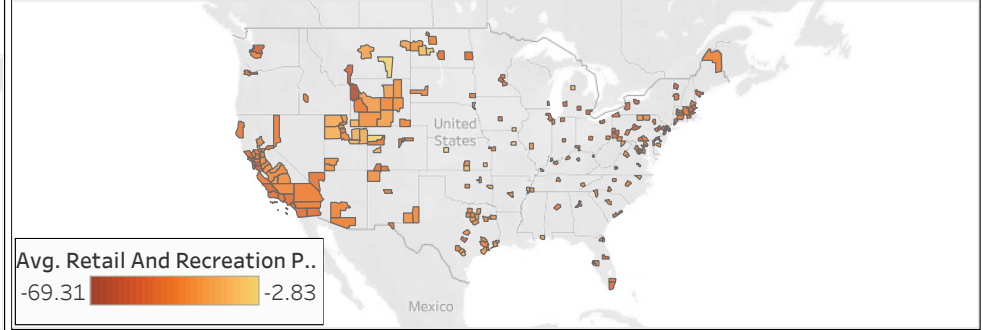 United
States
Mexico
Avg. Retail And Recreation P..
-69.31
-2.83